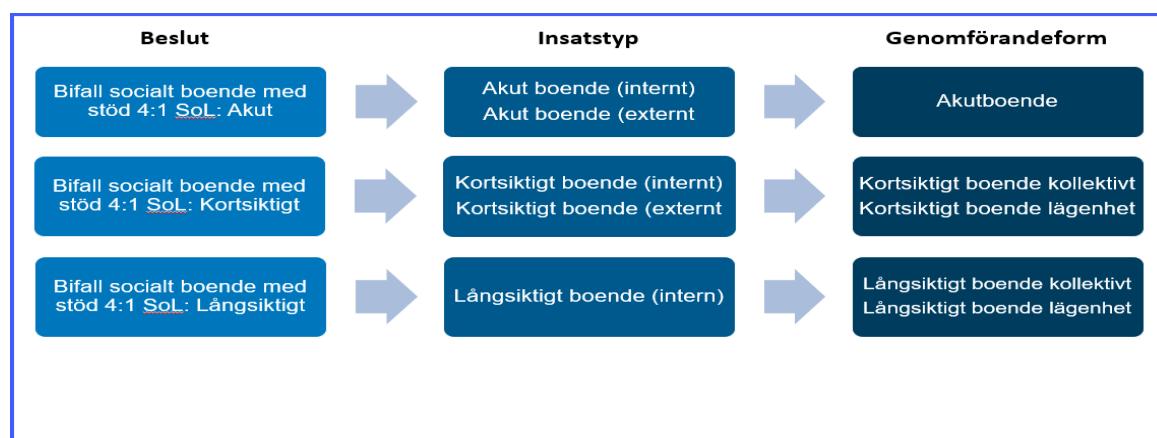 Beslut
Insatstyp
Genomförandeform
Bifall socialt boende med
stöd 4:1 SoL: Akut
Akut boende (internt)
Akut boende (externt
Akutboende
Bifall socialt boende med
stöd 4:1 SoL: Kortsiktigt
Kortsiktigt boende (internt)
Kortsiktigt boende (externt
Kortsiktigt boende kollektivt
Kortsiktigt boende lägenhet
Bifall socialt boende med
stöd 4:1 SoL: Långsiktigt
Långsiktigt boende (intern)
Långsiktigt boende kollektivt
Långsiktigt boende lägenhet